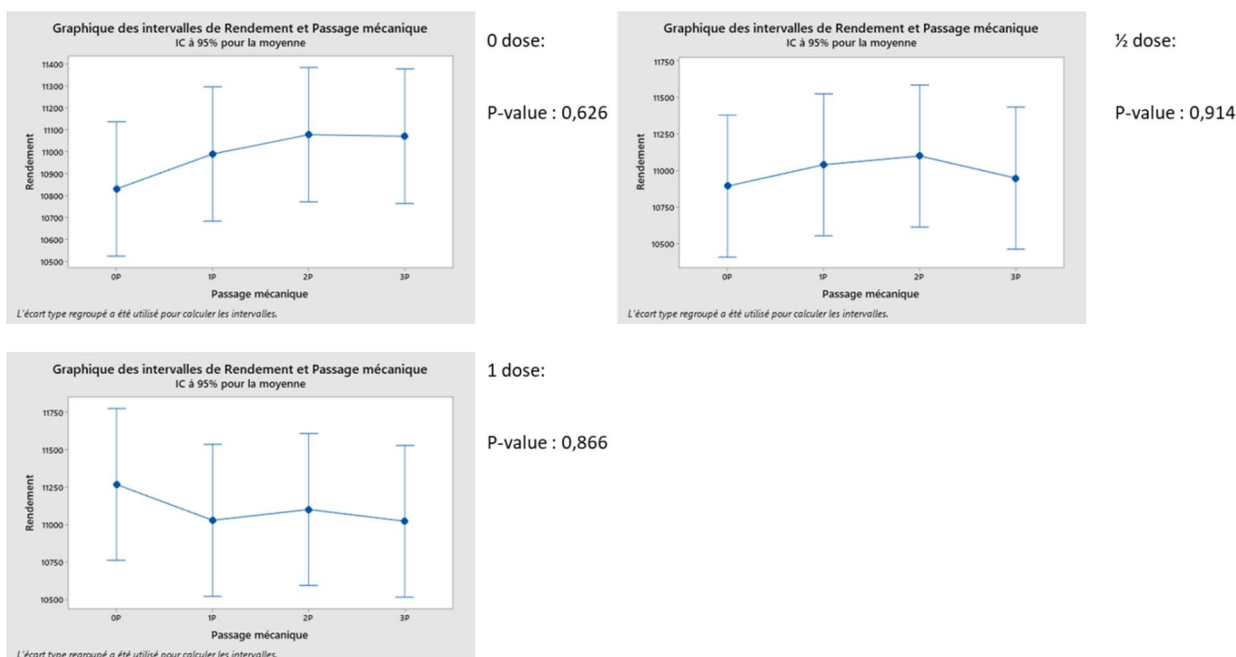 Graphique des intervalles de Rendement et Passage mécanique
IC à 95% pour la moyenne
11400
11300
11200
11100
11000
10900
10800
10700
10600
10500
Rendement
0P
1P
2P
3P
Passage mécanique
L'écart type regroupé a été utilisé pour calculer les intervalles.
0 dose:
P-value : 0,626
Graphique des intervalles de Rendement et Passage mécanique
IC à 95% pour la moyenne
11750
11500
11250
11000
10750
10500
Rendement
0P
1P
2P
3P
Passage mécanique
L'écart type regroupé a été utilisé pour calculer les intervalles.
½ dose:
P-value : 0,914
Graphique des intervalles de Rendement et Passage mécanique
IC à 95% pour la moyenne
11750
11500
11250
11000
10750
10500
Rendement
0P
1P
2P
3P
Passage mécanique
L'écart type regroupé a été utilisé pour calculer les intervalles.
1 dose:
P-value : 0,866